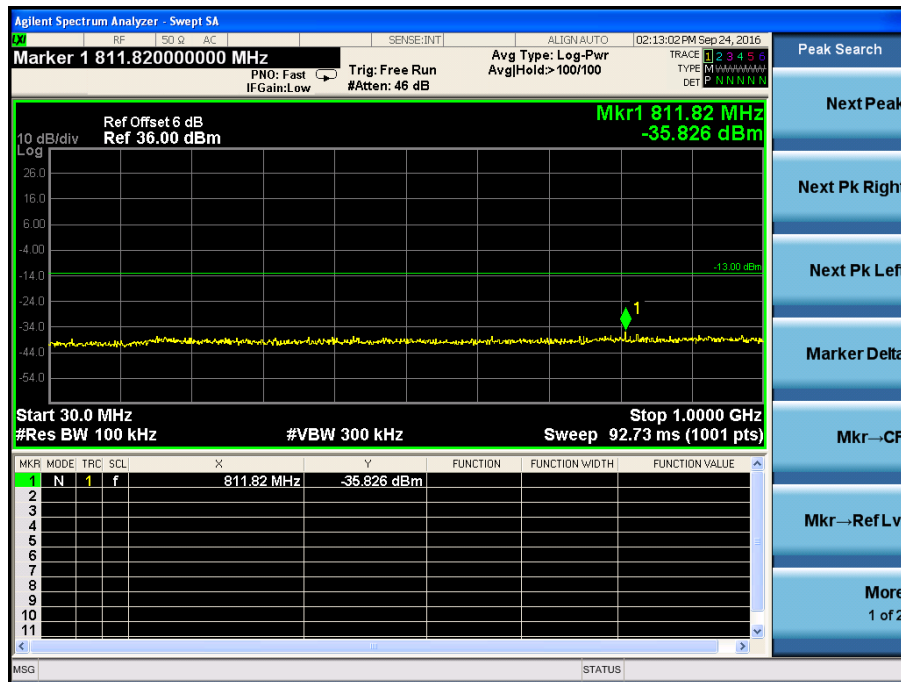 Agilent Spectrum Analyzer - Swept SA
LXI RF 50 Ω AC SENSE:INT ALIGN AUTO 02:13:02 PM Sep 24, 2016
Marker 1 811.820000000 MHz
PNO: Fast
IFGain:Low
Trig: Free Run
#Atten: 46 dB
Avg Type: Log-Pwr
Avg|Hold:>100/100
TRACE 1 2 3 4 5 6
TYPE M WWWWW
DET P N N N N N
Peak Search
Next Peak
Next Pk Right
Next Pk Left
Marker Delta
Mkr→CF
Mkr→Ref Lv
More
1 of 2
Ref Offset 6 dB
10 dB/div Ref 36.00 dBm
Log
Mkr1 811.82 MHz
-35.826 dBm
26.0
16.0
6.00
-4.00
-14.0
-24.0
-34.0
-44.0
-54.0
-13.00 dBm
1
Start 30.0 MHz Stop 1.0000 GHz
#Res BW 100 kHz #VBW 300 kHz Sweep 92.73 ms (1001 pts)
MKR MODE TRC SCL X Y FUNCTION FUNCTION WIDTH FUNCTION VALUE
1 N 1 f 811.82 MHz -35.826 dBm
2
3
4
5
6
7
8
9
10
11
MSG STATUS